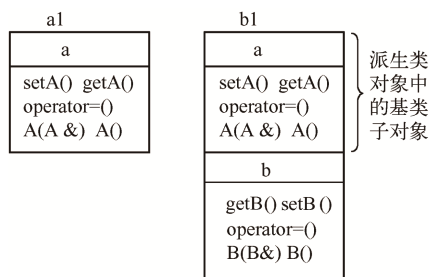 a1
b1
a
a
setA() getA()
operator=()
A(A &) A()
setA() getA()
operator=()
A(A &) A()
派生类
对象中
的基类
子对象
b
getB() setB ()
operator=()
B(B&) B()